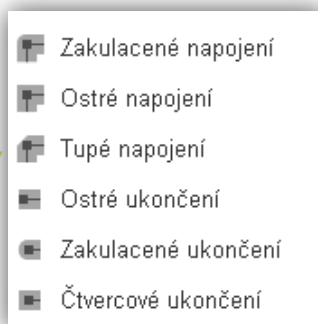 Zakulacené napojení
Ostré napojení
Tupé napojení
Ostré ukončení
Zakulacené ukončení
Čtvercové ukončení